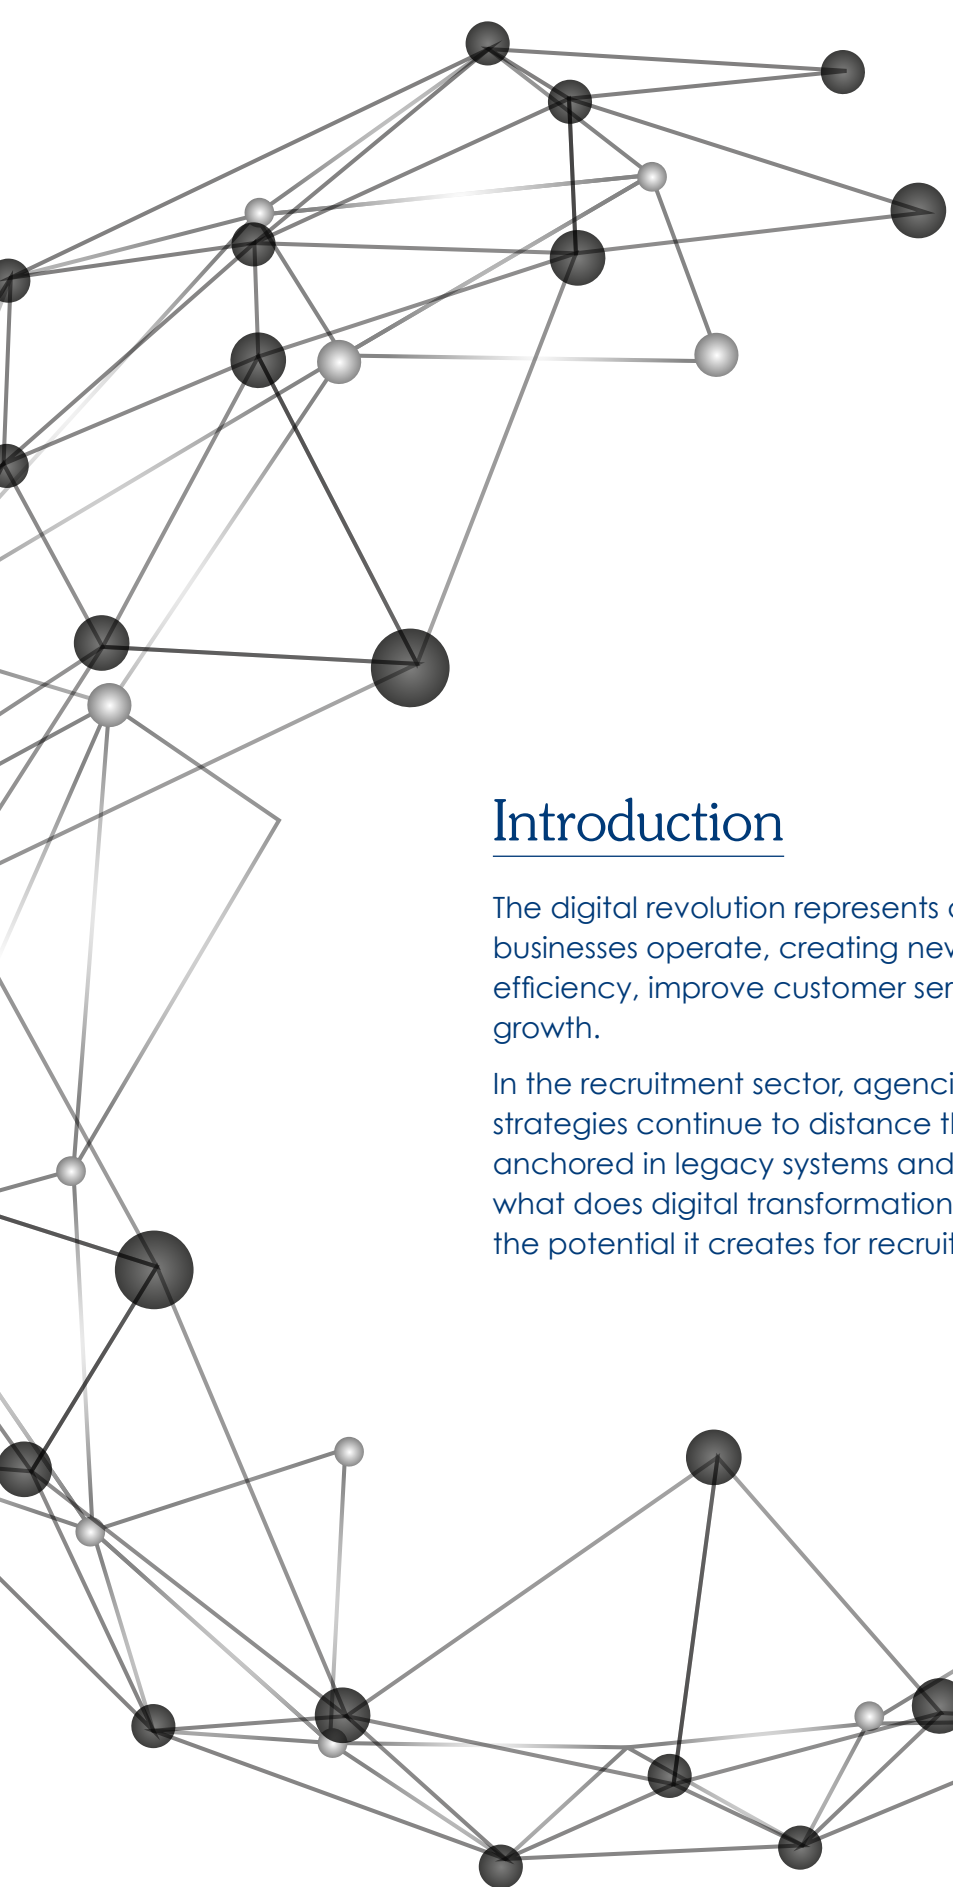 Introduction
The digital revolution represents
businesses operate, creating
efficiency, improve customer
growth.
In the recruitment sector,
strategies continue to distance
anchored in legacy systems and
what does digital transformation
the potential it creates for